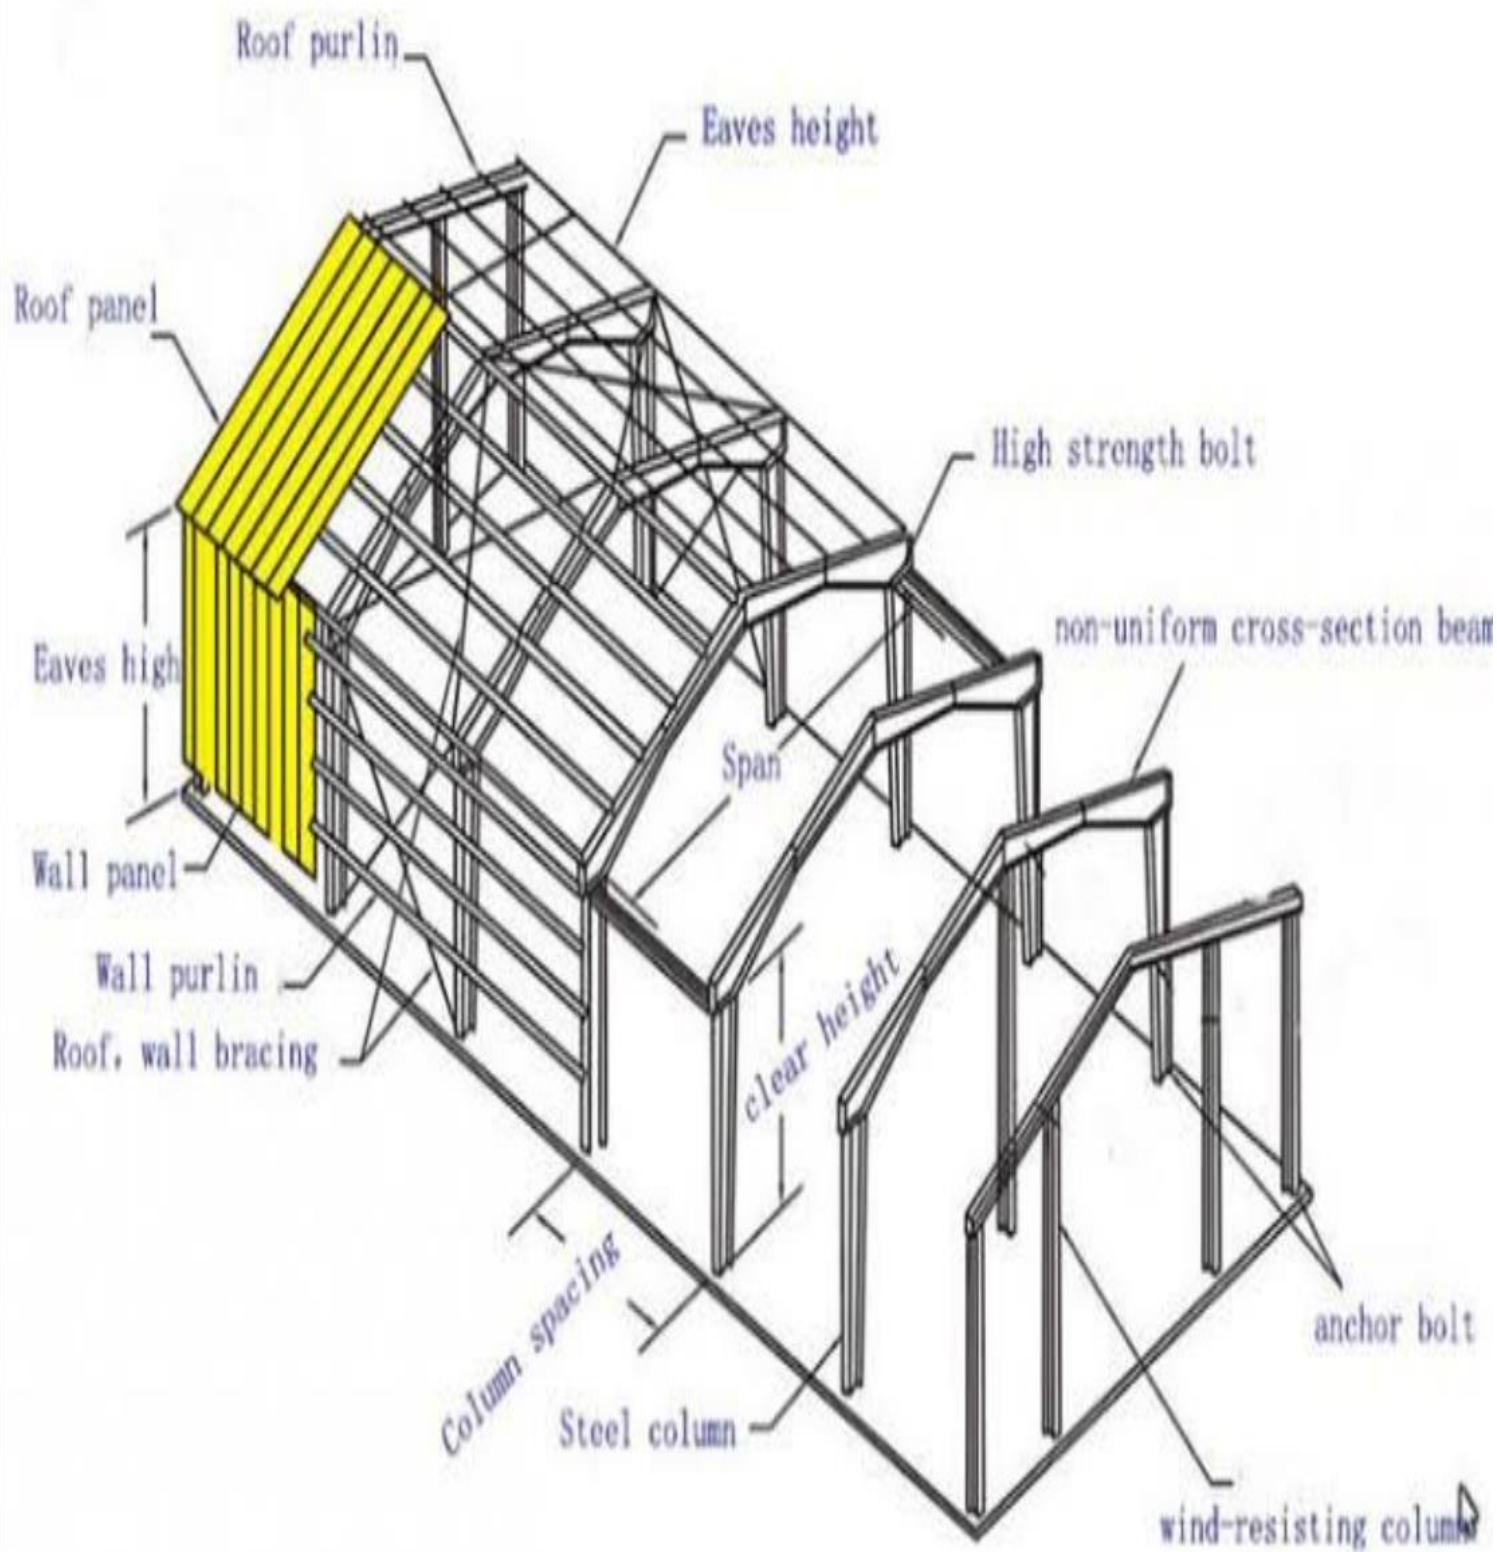 Roof purlin
Eaves height
Roof panel
High strength bolt
non-uniform cross-section beam
Eaves high
Span
Wall panel
Wall purlin
clear height
Roof, wall bracing
Column spacing
anchor bolt
Steel column
wind-resisting column